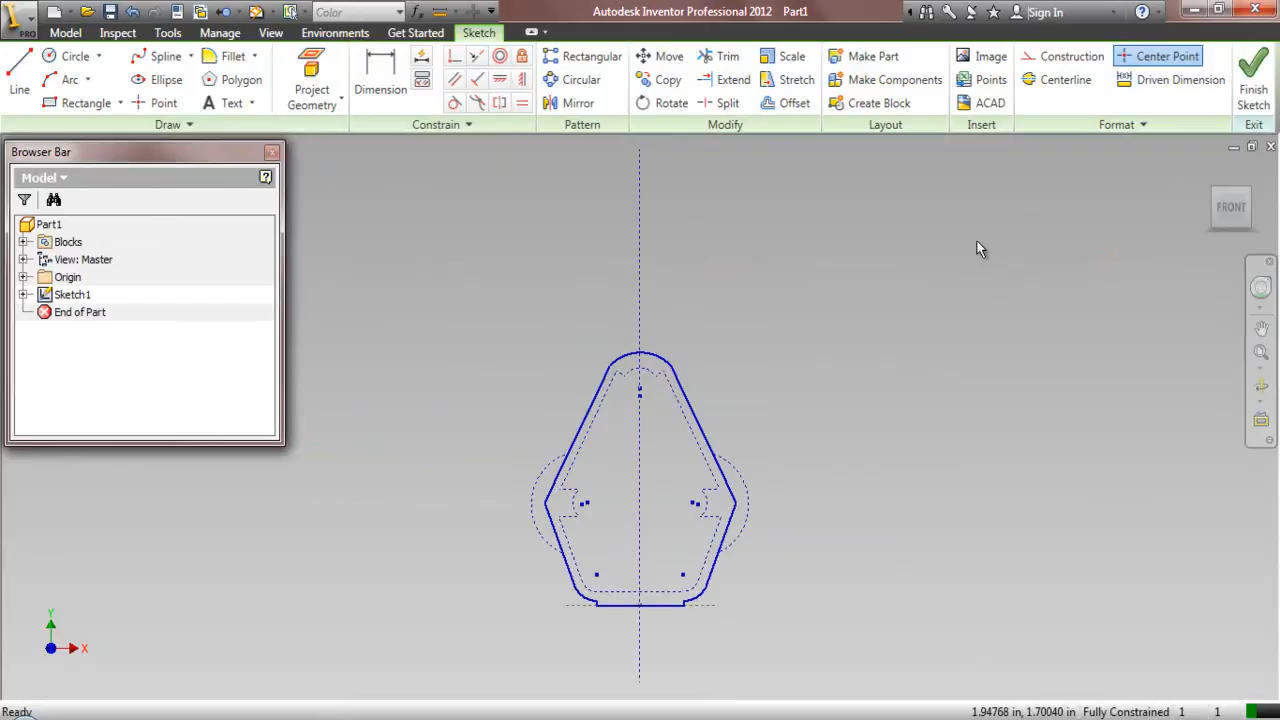 Color
Autodesk Inventor Professional 2012 Part1
Sign In
PRO
Model Inspect Tools Manage View Environments Get Started Sketch
Line
Circle
Arc
Rectangle
Spline
Ellipse
Point
Fillet
Polygon
Text
Project Geometry
Draw
Dimension
Constrain
Rectangular
Circular
Mirror
Pattern
Move
Copy
Rotate
Trim
Extend
Split
Scale
Stretch
Offset
Modify
Make Part
Make Components
Create Block
Layout
Image
Points
ACAD
Insert
Construction
Centerline
Center Point
Driven Dimension
Format
Finish Sketch
Exit
Browser Bar
Model
Part1
Blocks
View: Master
Origin
Sketch1
End of Part
FRONT
Y
X
Ready
1.94768 in, 1.70040 in Fully Constrained 1 1